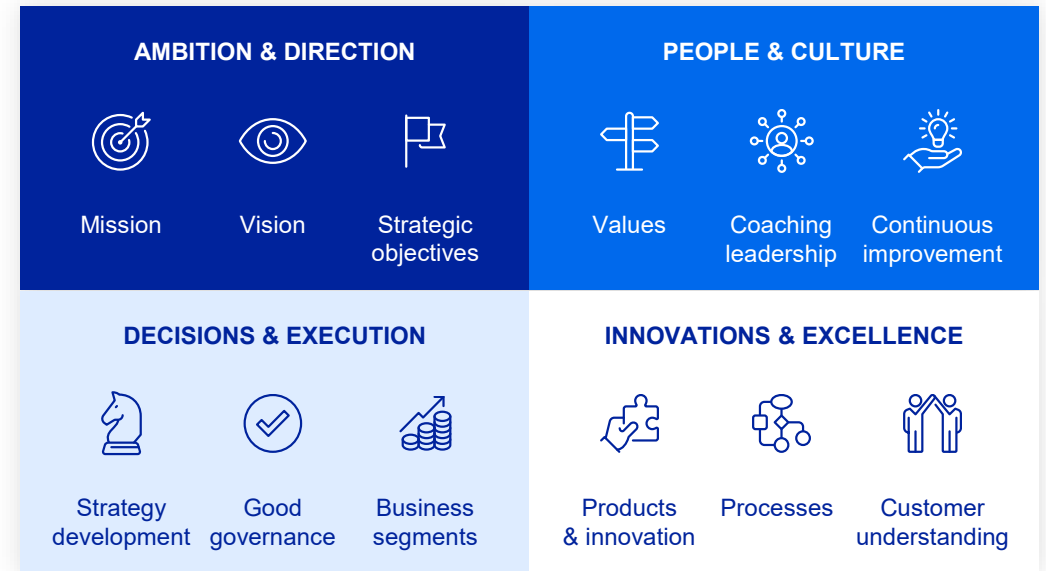 AMBITION & DIRECTION
Mission
Vision
Strategic
objectives
PEOPLE & CULTURE
Values
Coaching
leadership
Continuous
improvement
DECISIONS & EXECUTION
Strategy
development
Good
governance
Business
segments
INNOVATIONS & EXCELLENCE
Products
& innovation
Processes
Customer
understanding